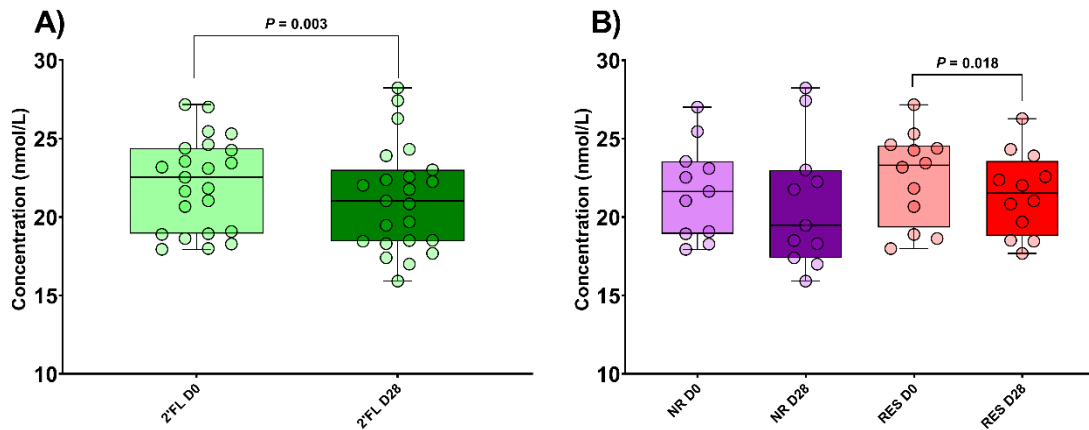 A)
P = 0.003
Concentration (nmol/L)
30
25
20
15
10
2'FL D0
2'FL D28
B)
P = 0.018
Concentration (nmol/L)
30
25
20
15
10
NR D0
NR D28
RES D0
RES D28